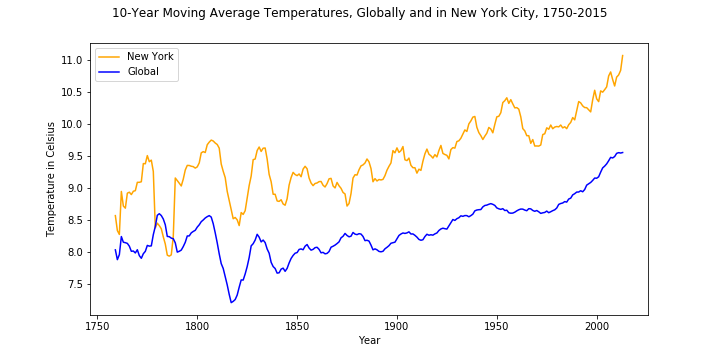 10-Year Moving Average Temperatures, Globally and in New York City, 1750-2015
New York
Global
11.0
10.5
10.0
9.5
9.0
8.5
8.0
7.5
Temperature in Celsius
1750
1800
1850
1900
1950
2000
Year